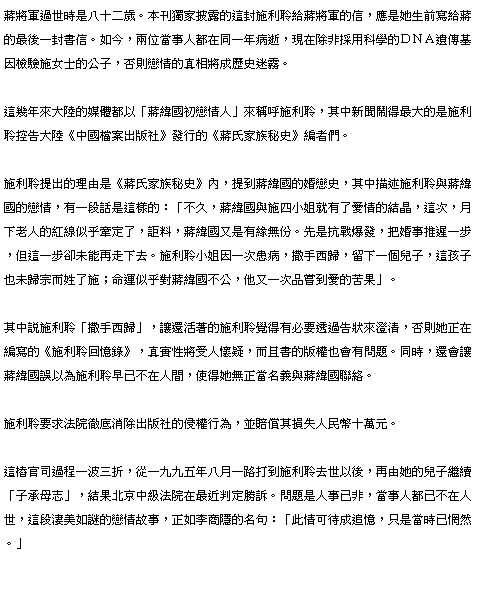 蔣將軍過世時是八十二歲。本刊獨家披露的這封施利聆給蔣將軍的信，應是她生前寫給蔣
的最後一封書信。如今，兩位當事人都在同一年病逝，現在除非採用科學的ＤＮＡ遺傳基
因檢驗施女士的公子，否則戀情的真相將成歷史迷霧。
這幾年來大陸的媒體都以「蔣緯國初戀情人」來稱呼施利聆，其中新聞鬧得最大的是施利
聆控告大陸《中國檔案出版社》發行的《蔣氏家族秘史》編者們。
施利聆提出的理由是《蔣氏家族秘史》內，提到蔣緯國的婚戀史，其中描述施利聆與蔣緯
國的戀情，有一段話是這樣的：「不久，蔣緯國與施四小姐就有了愛情的結晶，這次，月
下老人的紅線似乎牽定了，詎料，蔣緯國又是有緣無份。先是抗戰爆發，把婚事推遲一步
，但這一步卻未能再走下去。施利聆小姐因一次患病，撒手西歸，留下一個兒子，這孩子
也未歸宗而姓了施；命運似乎對蔣緯國不公，他又一次品嘗到愛的苦果」。
其中說施利聆「撒手西歸」，讓還活著的施利聆覺得有必要透過告狀來澄清，否則她正在
編寫的《施利聆回憶錄》，真實性將受人懷疑，而且書的版權也會有問題。同時，還會讓
蔣緯國誤以為施利聆早已不在人間，使得她無正當名義與蔣緯國聯絡。
施利聆要求法院徹底消除出版社的侵權行為，並賠償其損失人民幣十萬元。
這樁官司過程一波三折，從一九九五年八月一路打到施利聆去世以後，再由她的兒子繼續
「子承母志」，結果北京中級法院在最近判定勝訴。問題是人事已非，當事人都已不在人
世，這段淒美如謎的戀情故事，正如李商隱的名句：「此情可待成追憶，只是當時已惘然
。」